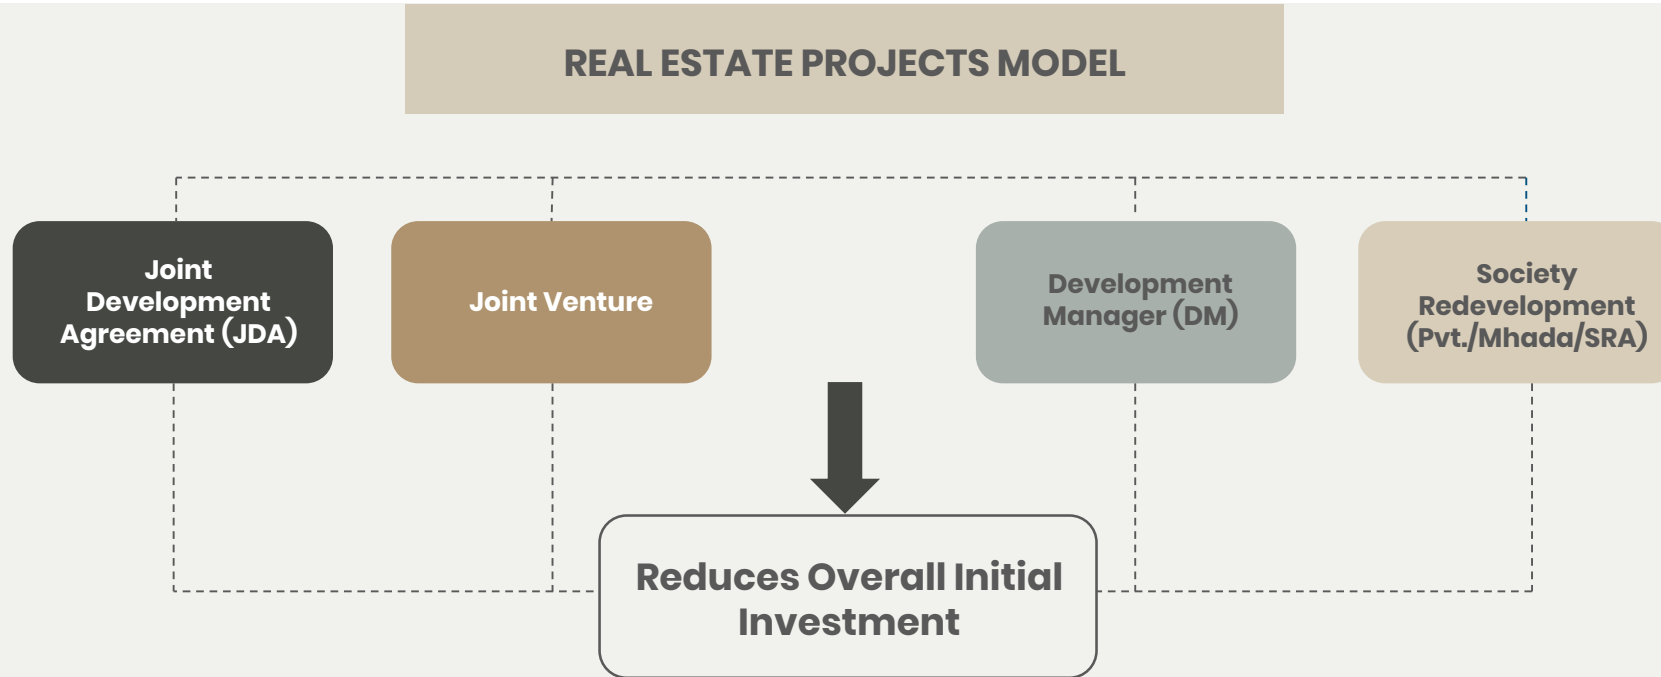 REAL ESTATE PROJECTS MODEL
Joint
Development
Agreement (JDA)
Joint Venture
Development
Manager (DM)
Society
Redevelopment
(Pvt./Mhada/SRA)
Reduces Overall Initial
Investment